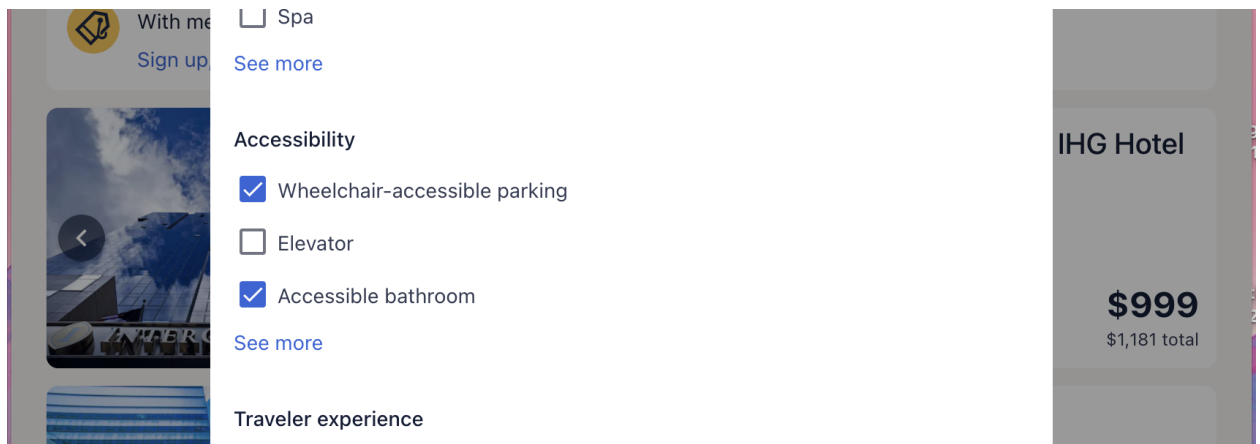 With me
Sign up,
Spa
See more
Accessibility
Wheelchair-accessible parking
Elevator
Accessible bathroom
See more
Traveler experience
IHG Hotel
$999
$1,181 total